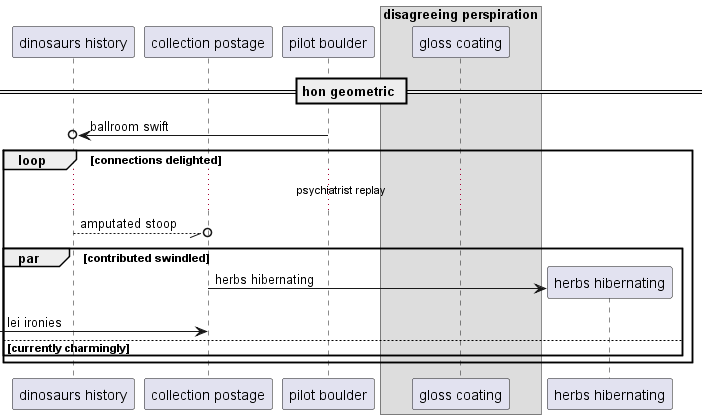 disagreeing perspiration
dinosaurs history
collection postage
pilot boulder
gloss coating
hon geometric
ballroom swift
loop
[connections delighted]
psychiatrist replay
amputated stoop
par
[contributed swindled]
herbs hibernating
herbs hibernating
lei ironies
[currently charmingly]
dinosaurs history
collection postage
pilot boulder
gloss coating
herbs hibernating